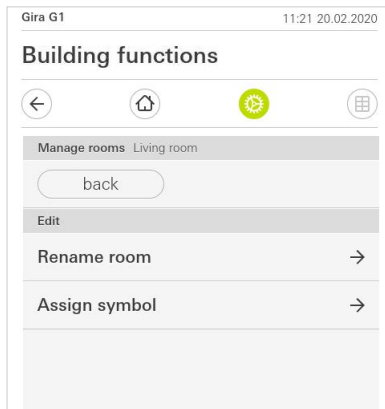 Gira G1 11:21 20.02.2020
Building functions
Manage rooms Living room
back
Edit
Rename room
Assign symbol